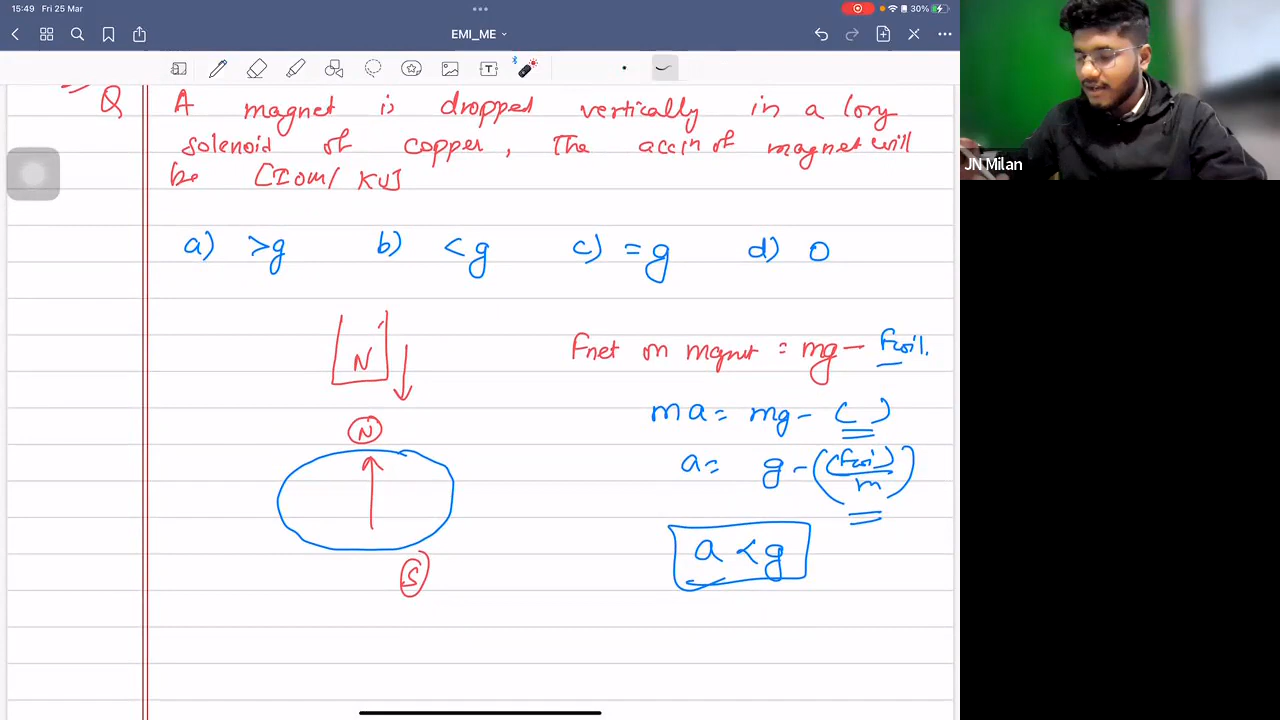 15:49 Fri 25 Mar
30%
EMI_ME
JN Milan
Q A magnet is dropped vertically in a long
solenoid of copper, The accⁿ of magnet will
be [IOM/ KU]
a) >g b) <g c) =g d) 0
N
Fnet on magnet = mg - Fcoil.
N
ma = mg - ( )
a = g - ((Fcoil)/m)
a < g
S